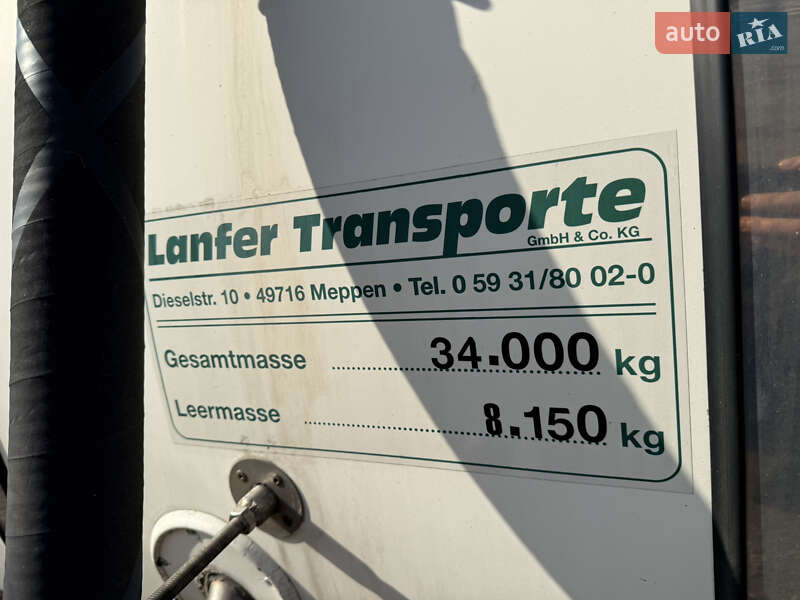 auto RIA .com
Lanfer Transporte
GmbH & Co. KG
Dieselstr. 10 • 49716 Meppen • Tel. 0 59 31/80 02-0
Gesamtmasse .......................... 34.000 kg
Leermasse .............................. 8.150 kg